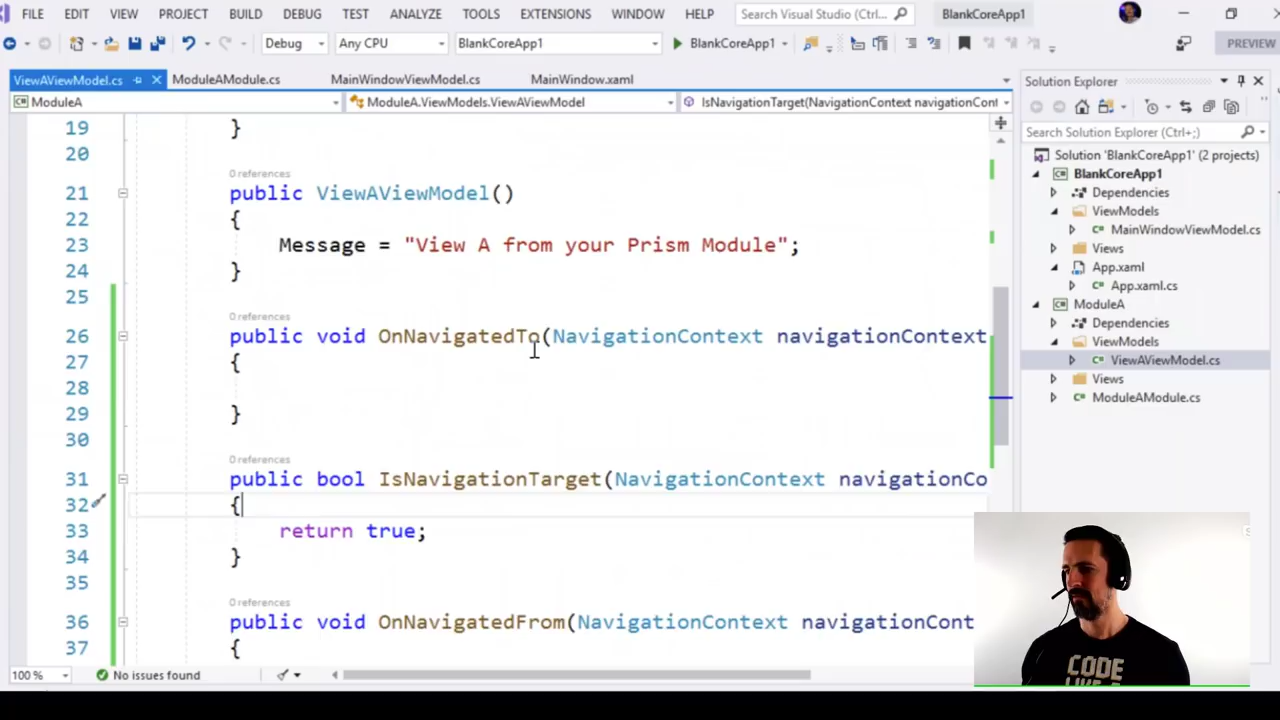 FILE EDIT VIEW PROJECT BUILD DEBUG TEST ANALYZE TOOLS EXTENSIONS WINDOW HELP Search Visual Studio (Ctrl... BlankCoreApp1
Debug Any CPU BlankCoreApp1 BlankCoreApp1 PREVIEW
ViewAViewModel.cs ModuleAModule.cs MainWindowViewModel.cs MainWindow.xaml
ModuleA ModuleA.ViewModels.ViewAViewModel IsNavigationTarget(NavigationContext navigationCont
19 }
20
0 references
21 public ViewAViewModel()
22 {
23 Message = "View A from your Prism Module";
24 }
25
0 references
26 public void OnNavigatedTo(NavigationContext navigationContext
27 {
28
29 }
30
0 references
31 public bool IsNavigationTarget(NavigationContext navigationCo
32 {
33 return true;
34 }
35
0 references
36 public void OnNavigatedFrom(NavigationContext navigationCont
37 {
100 % No issues found
Solution Explorer
Search Solution Explorer (Ctrl+;)
Solution 'BlankCoreApp1' (2 projects)
BlankCoreApp1
Dependencies
ViewModels
MainWindowViewModel.cs
Views
App.xaml
App.xaml.cs
ModuleA
Dependencies
ViewModels
ViewAViewModel.cs
Views
ModuleAModule.cs
CODE
LIKE A